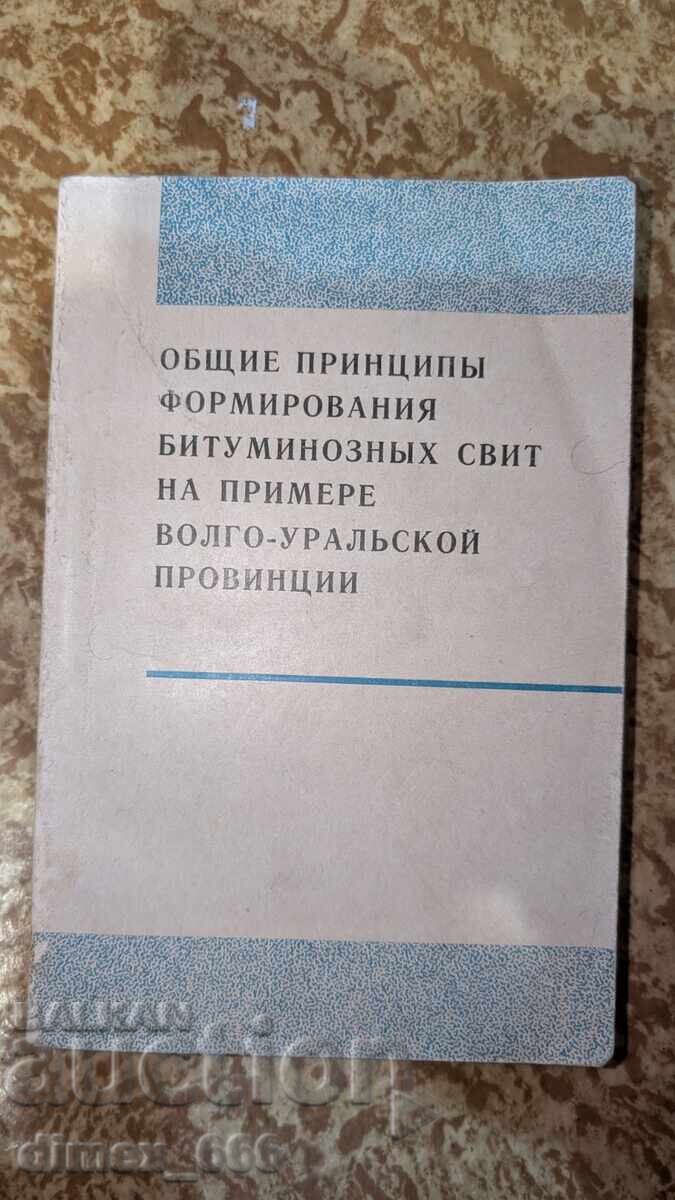 ОБЩИЕ ПРИНЦИПЫ
ФОРМИРОВАНИЯ
БИТУМИНОЗНЫХ СВИТ
НА ПРИМЕРЕ
ВОЛГО-УРАЛЬСКОЙ
ПРОВИНЦИИ
BALKAN
auction
dimex_666